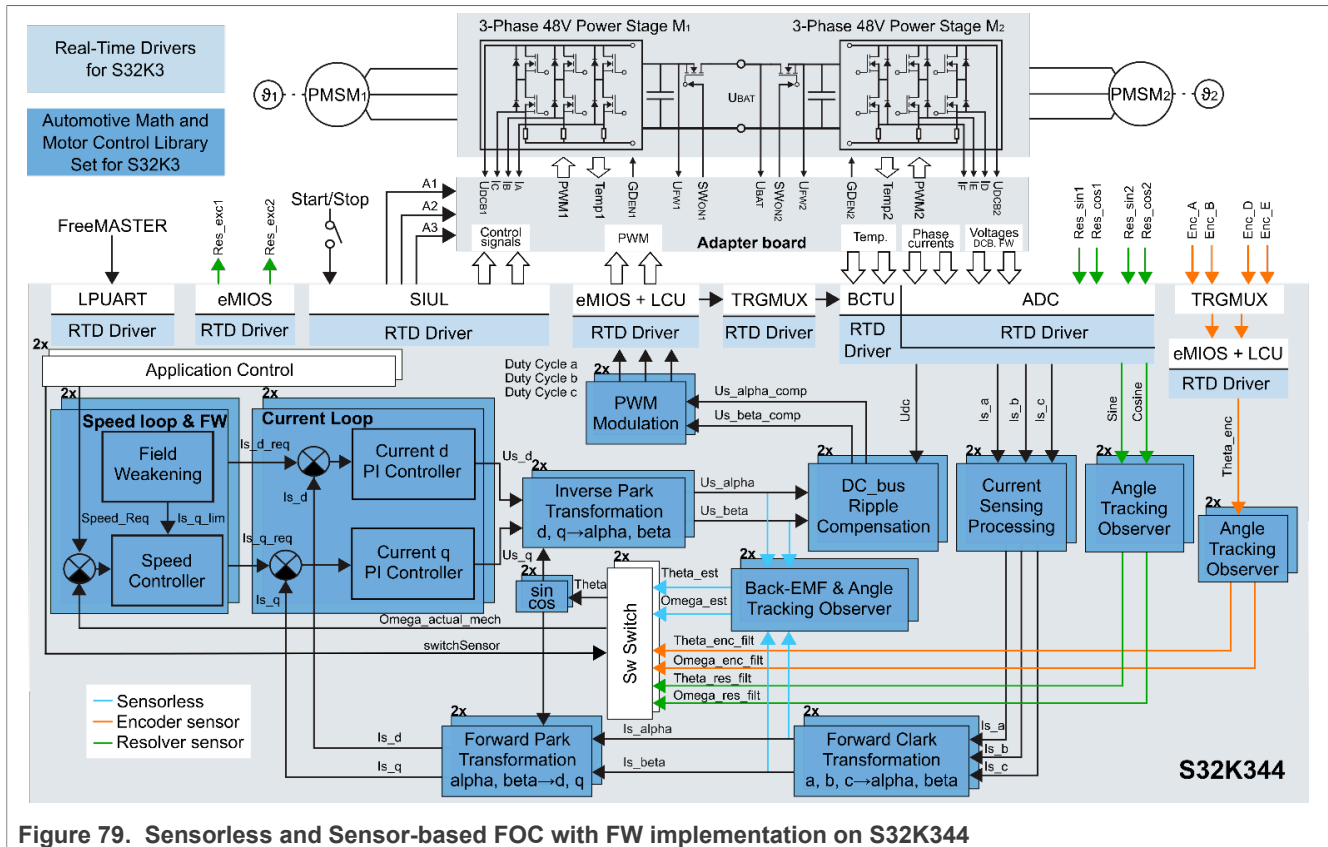 Real-Time Drivers
for S32K3
Automotive Math and
Motor Control Library
Set for S32K3
3-Phase 48V Power Stage M1
3-Phase 48V Power Stage M2
ϑ1
PMSM1
UBAT
PMSM2
ϑ2
UDCB1
IC
IB
IA
PWM1
Temp1
GDEN1
UFW1
SWON1
UBAT
SWON2
UFW2
GDEN2
Temp2
PWM2
IF
IE
ID
UDCB2
A1
A2
A3
Control
signals
PWM
Adapter board
Temp.
Phase
currents
Voltages
DCB, FW
FreeMASTER
Res_exc1
Res_exc2
Start/Stop
Res_sin1
Res_cos1
Res_sin2
Res_cos2
Enc_A
Enc_B
Enc_D
Enc_E
LPUART
RTD Driver
eMIOS
RTD Driver
SIUL
RTD Driver
eMIOS + LCU
RTD Driver
TRGMUX
RTD Driver
BCTU
RTD
Driver
ADC
RTD Driver
TRGMUX
eMIOS + LCU
RTD Driver
2x
Application Control
2x
Speed loop & FW
Field
Weakening
Speed_Req
Is_q_lim
Speed
Controller
Is_d_req
Is_q_req
2x
Current Loop
Current d
PI Controller
Is_d
Current q
PI Controller
Is_q
Us_d
Us_q
Duty Cycle a
Duty Cycle b
Duty Cycle c
2x
PWM
Modulation
Us_alpha_comp
Us_beta_comp
2x
Inverse Park
Transformation
d, q→alpha, beta
Us_alpha
Us_beta
Udc
2x
DC_bus
Ripple
Compensation
Is_a
Is_b
Is_c
2x
Current
Sensing
Processing
Sine
Cosine
2x
Angle
Tracking
Observer
Theta_enc
2x
Angle
Tracking
Observer
2x
sin
cos
Theta
Sw Switch
Theta_est
Omega_est
2x
Back-EMF & Angle
Tracking Observer
Omega_actual_mech
switchSensor
Theta_enc_filt
Omega_enc_filt
Theta_res_filt
Omega_res_filt
Sensorless
Encoder sensor
Resolver sensor
Is_d
Is_q
2x
Forward Park
Transformation
alpha, beta→d, q
Is_alpha
Is_beta
2x
Forward Clark
Transformation
a, b, c→alpha, beta
Is_a
Is_b
Is_c
S32K344
Figure 79. Sensorless and Sensor-based FOC with FW implementation on S32K344